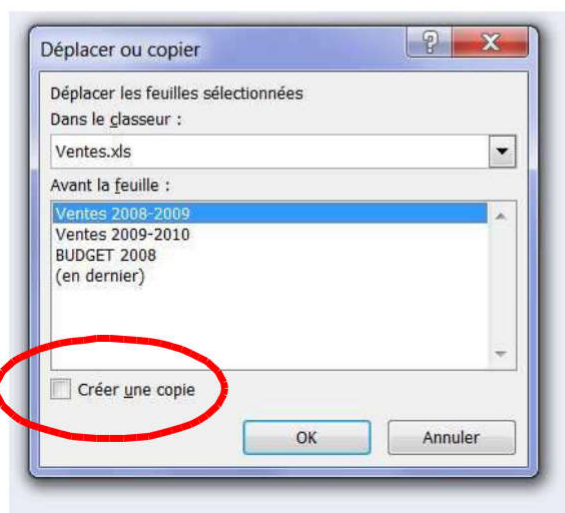 Déplacer ou copier
Déplacer les feuilles sélectionnées
Dans le classeur :
Ventes.xls
Avant la feuille :
Ventes 2008-2009
Ventes 2009-2010
BUDGET 2008
(en dernier)
Créer une copie
OK
Annuler